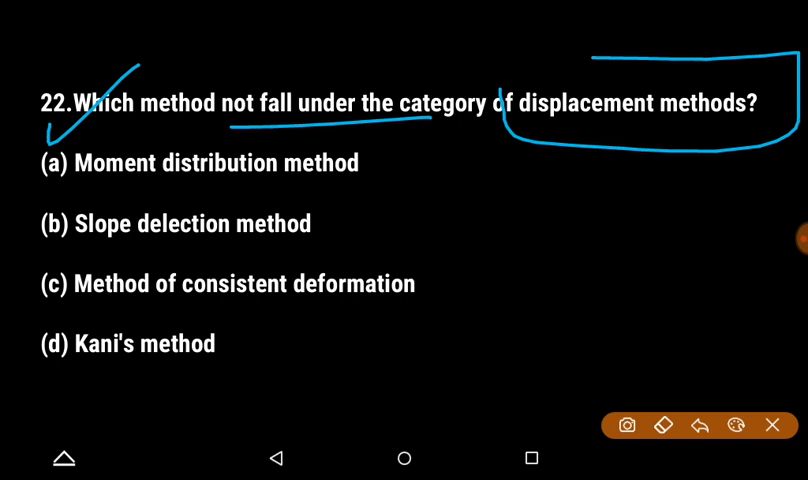 22.Which method not fall under the category of displacement methods?
(a) Moment distribution method
(b) Slope delection method
(c) Method of consistent deformation
(d) Kani's method